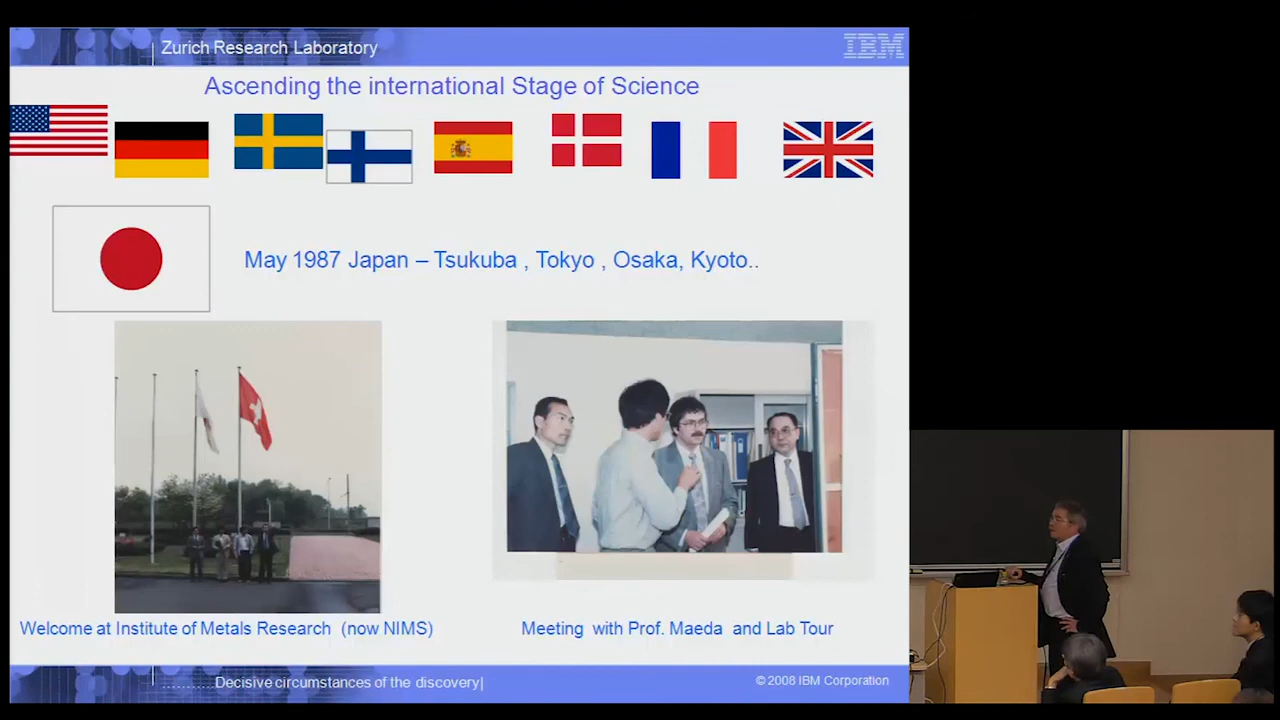 Zurich Research Laboratory
IBM
Ascending the international Stage of Science
May 1987 Japan – Tsukuba , Tokyo , Osaka, Kyoto..
Welcome at Institute of Metals Research (now NIMS)
Meeting with Prof. Maeda and Lab Tour
..........Decisive circumstances of the discovery|
© 2008 IBM Corporation